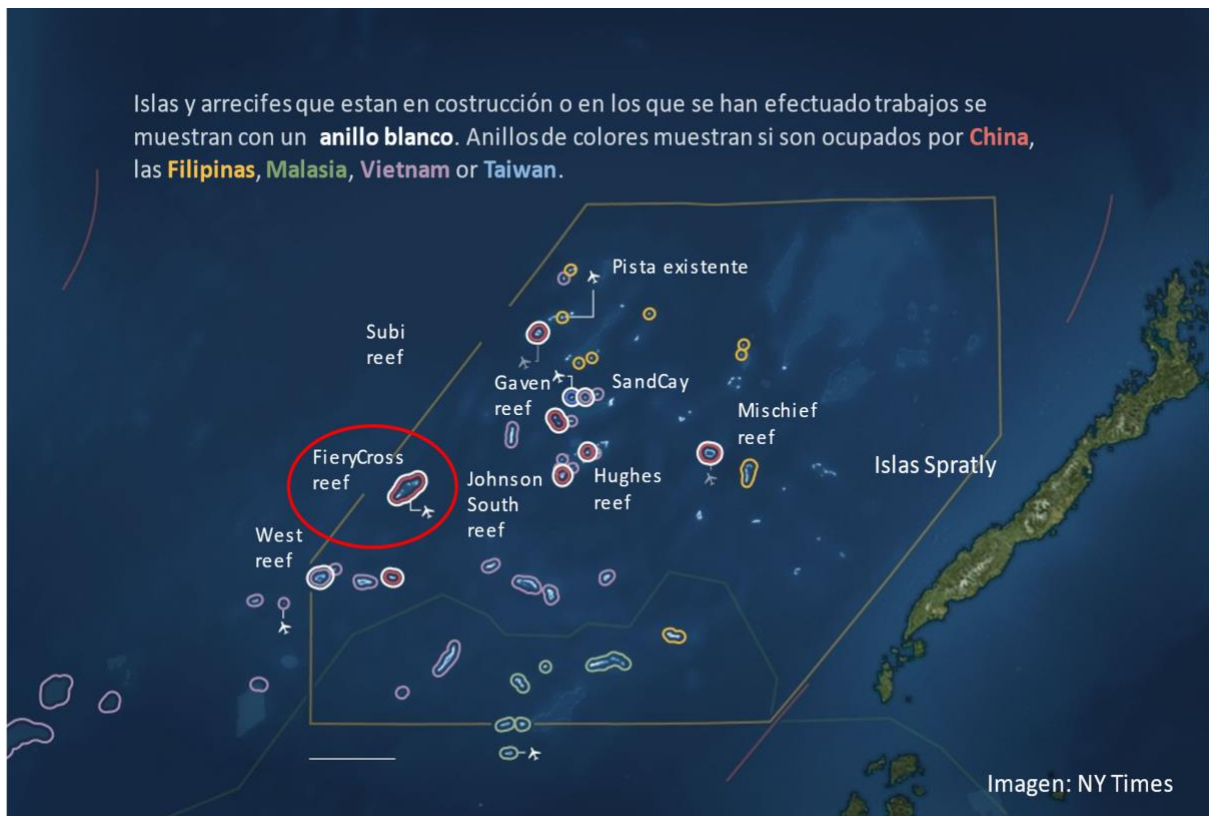 Islas y arrecifes que estan en costrucción o en los que se han efectuado trabajos se
muestran con un anillo blanco. Anillos de colores muestran si son ocupados por China,
las Filipinas, Malasia, Vietnam or Taiwan.
Pista existente
Subi
reef
Gaven
reef
SandCay
Mischief
reef
FieryCross
reef
Johnson
South
reef
Hughes
reef
Islas Spratly
West
reef
Imagen: NY Times